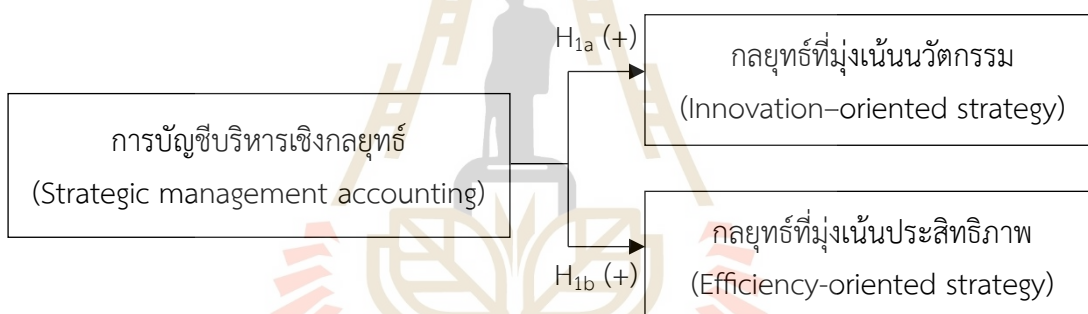 H₁ₐ (+)
กลยุทธ์ที่มุ่งเน้นนวัตกรรม
(Innovation–oriented strategy)
การบัญชีบริหารเชิงกลยุทธ์
(Strategic management accounting)
กลยุทธ์ที่มุ่งเน้นประสิทธิภาพ
(Efficiency-oriented strategy)
H₁b (+)